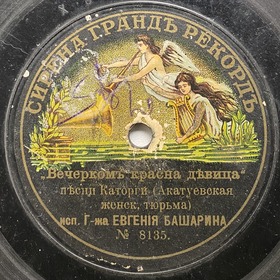 СИРЕНА ГРАНДЪ РЕКОРДЪ
„Вечеркомъ красна дѣвица“
пѣсни Каторги (Акатуевская
женск. тюрьма)
исп. Г-жа ЕВГЕНІЯ БАШАРИНА
№ 8135.